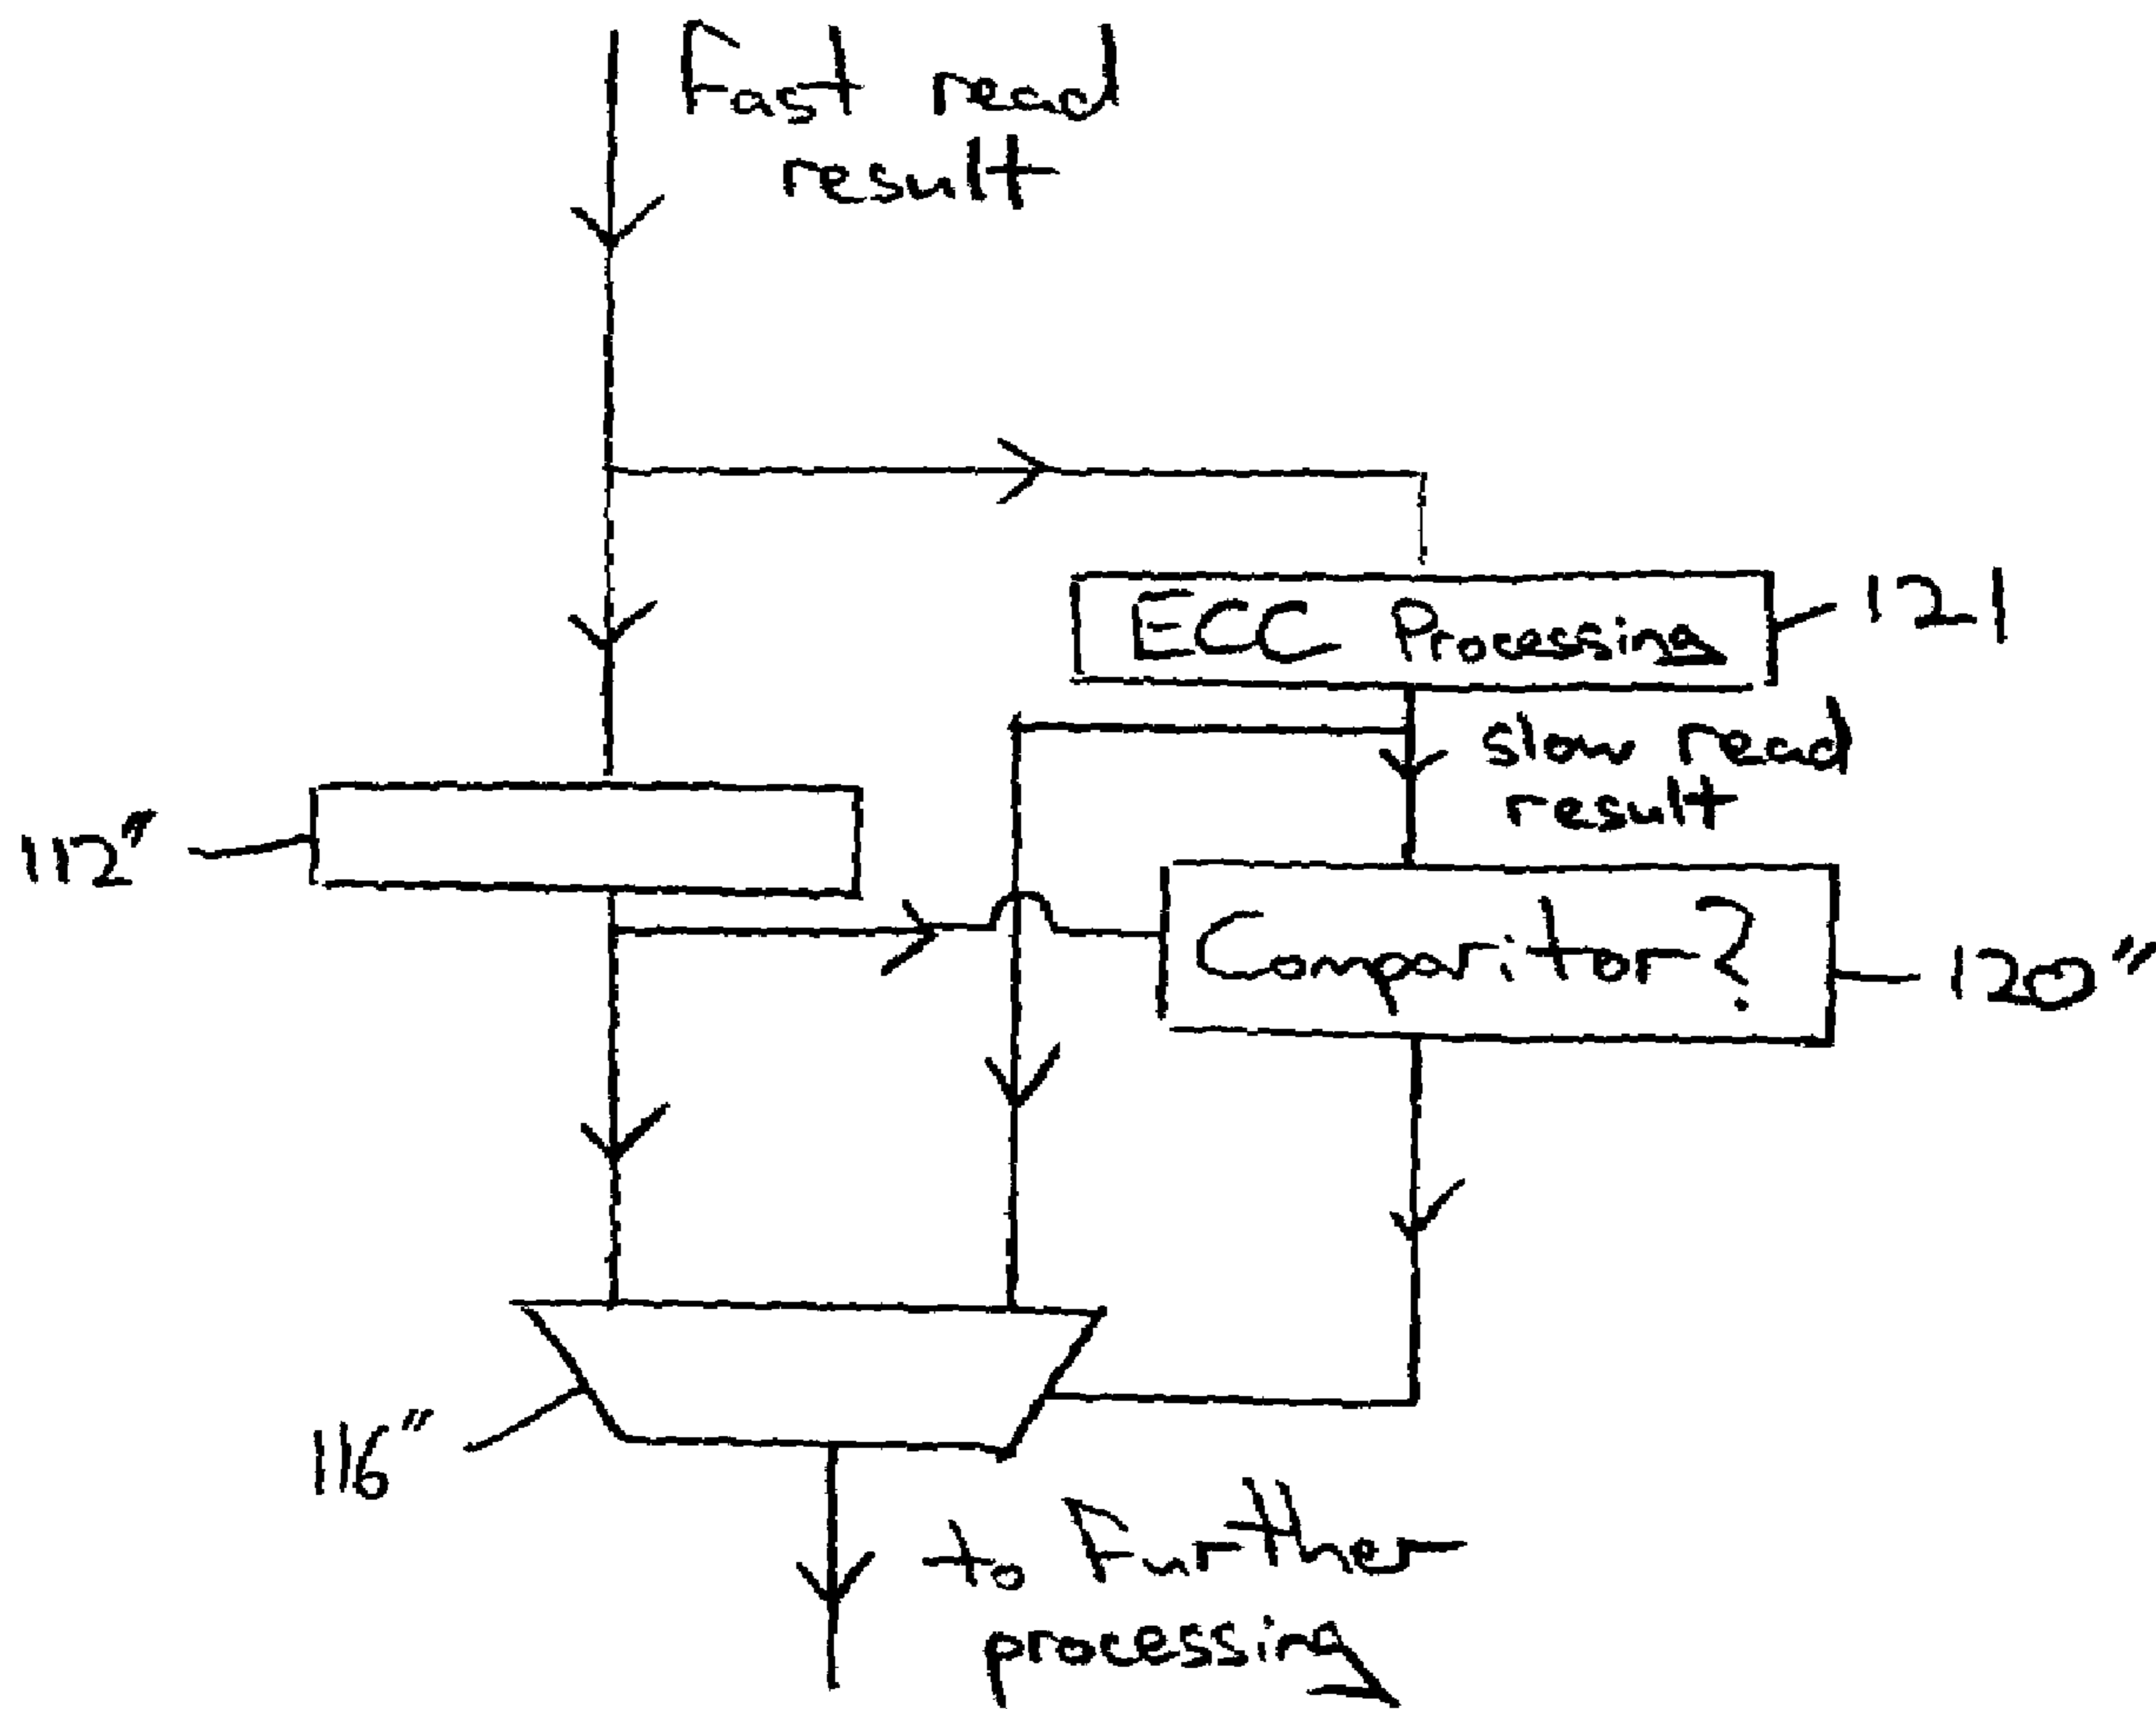 Fast read
result
ECC Processing
121
slow read
result
112"
Comparitor?
120"
116"
to Further
processing